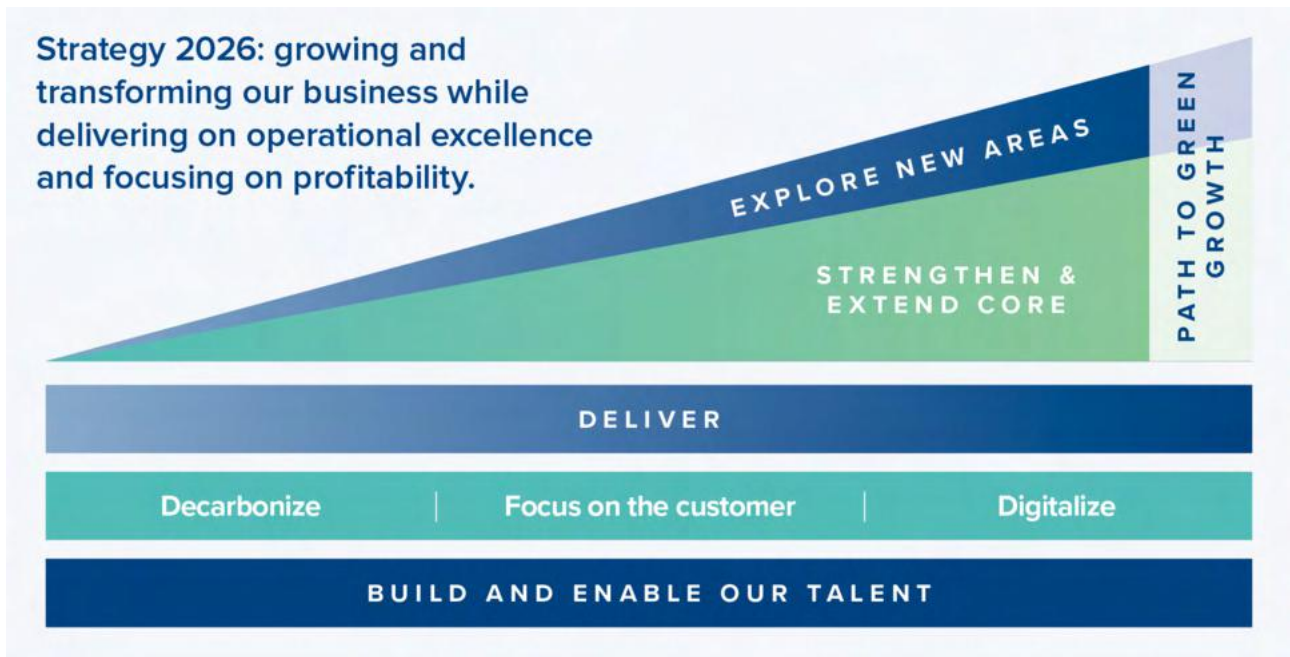 Strategy 2026: growing and
transforming our business while
delivering on operational excellence
and focusing on profitability.
EXPLORE NEW AREAS
STRENGTHEN &
EXTEND CORE
PATH TO GREEN
GROWTH
DELIVER
Decarbonize | Focus on the customer | Digitalize
BUILD AND ENABLE OUR TALENT